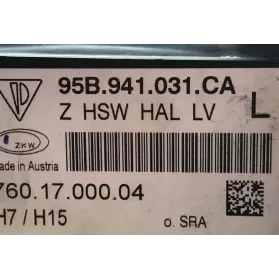 95B.941.031.CA
Z HSW HAL LV L
ZKW
ade in Austria
760.17.000.04
H7 / H15
o. SRA